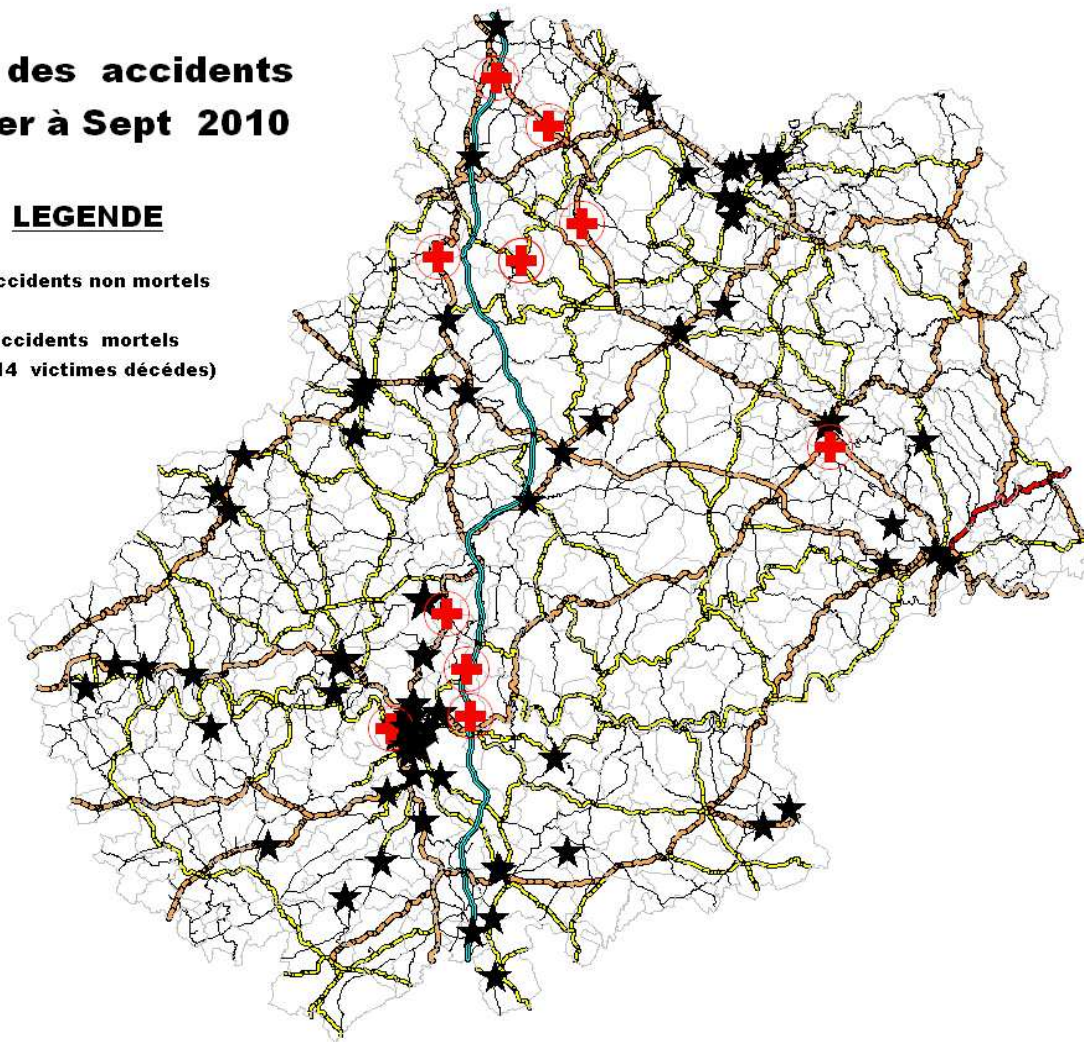 des accidents
er à Sept 2010
LEGENDE
ccidents non mortels
ccidents mortels
14 victimes décédes)